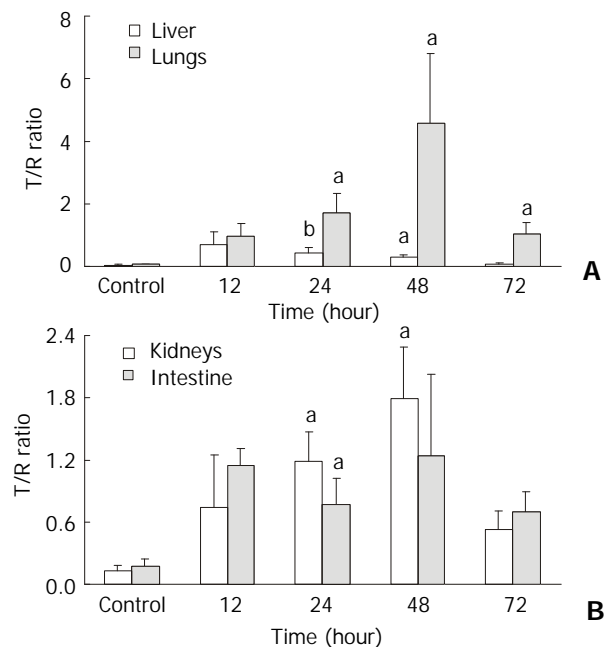 8
Liver
Lungs
a
6
T/R ratio
4
a
2
b
a
a
0
Control 12 24 48 72
Time (hour)
A
2.4
Kidneys
Intestine
a
1.8
T/R ratio
a
a
1.2
0.6
0.0
Control 12 24 48 72
Time (hour)
B